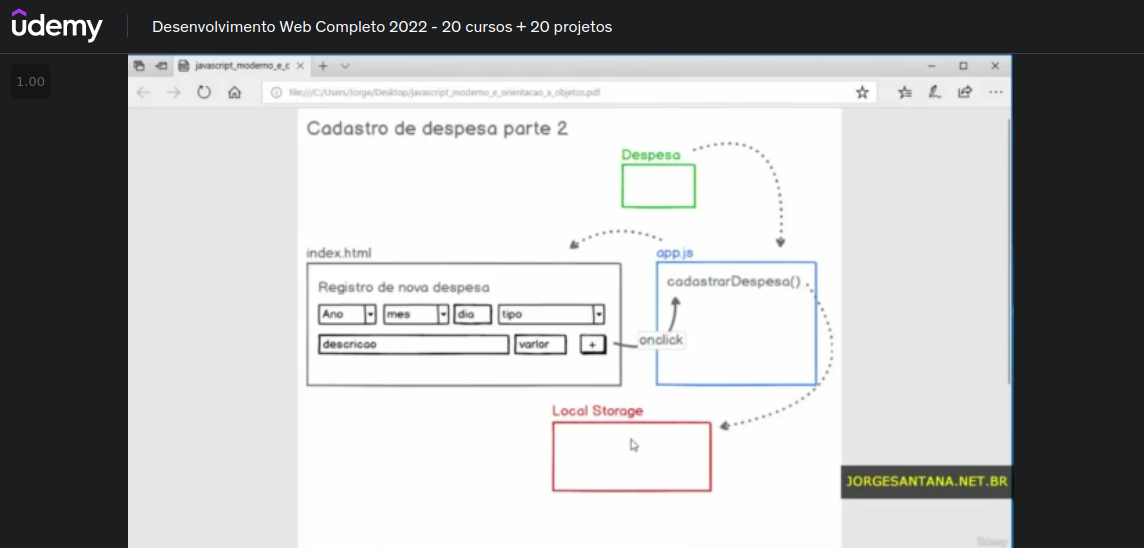 udemy
Desenvolvimento Web Completo 2022 - 20 cursos + 20 projetos
1.00
javascript_moderno_e_c
file:///C:/Users/Jorge/Desktop/javascript_moderno_e_orientacao_a_objetos.pdf
Cadastro de despesa parte 2
Despesa
index.html
app.js
Registro de nova despesa
cadastrarDespesa()
Ano mes dia tipo
descricao varlor +
onclick
Local Storage
JORGESANTANA.NET.BR
Udemy